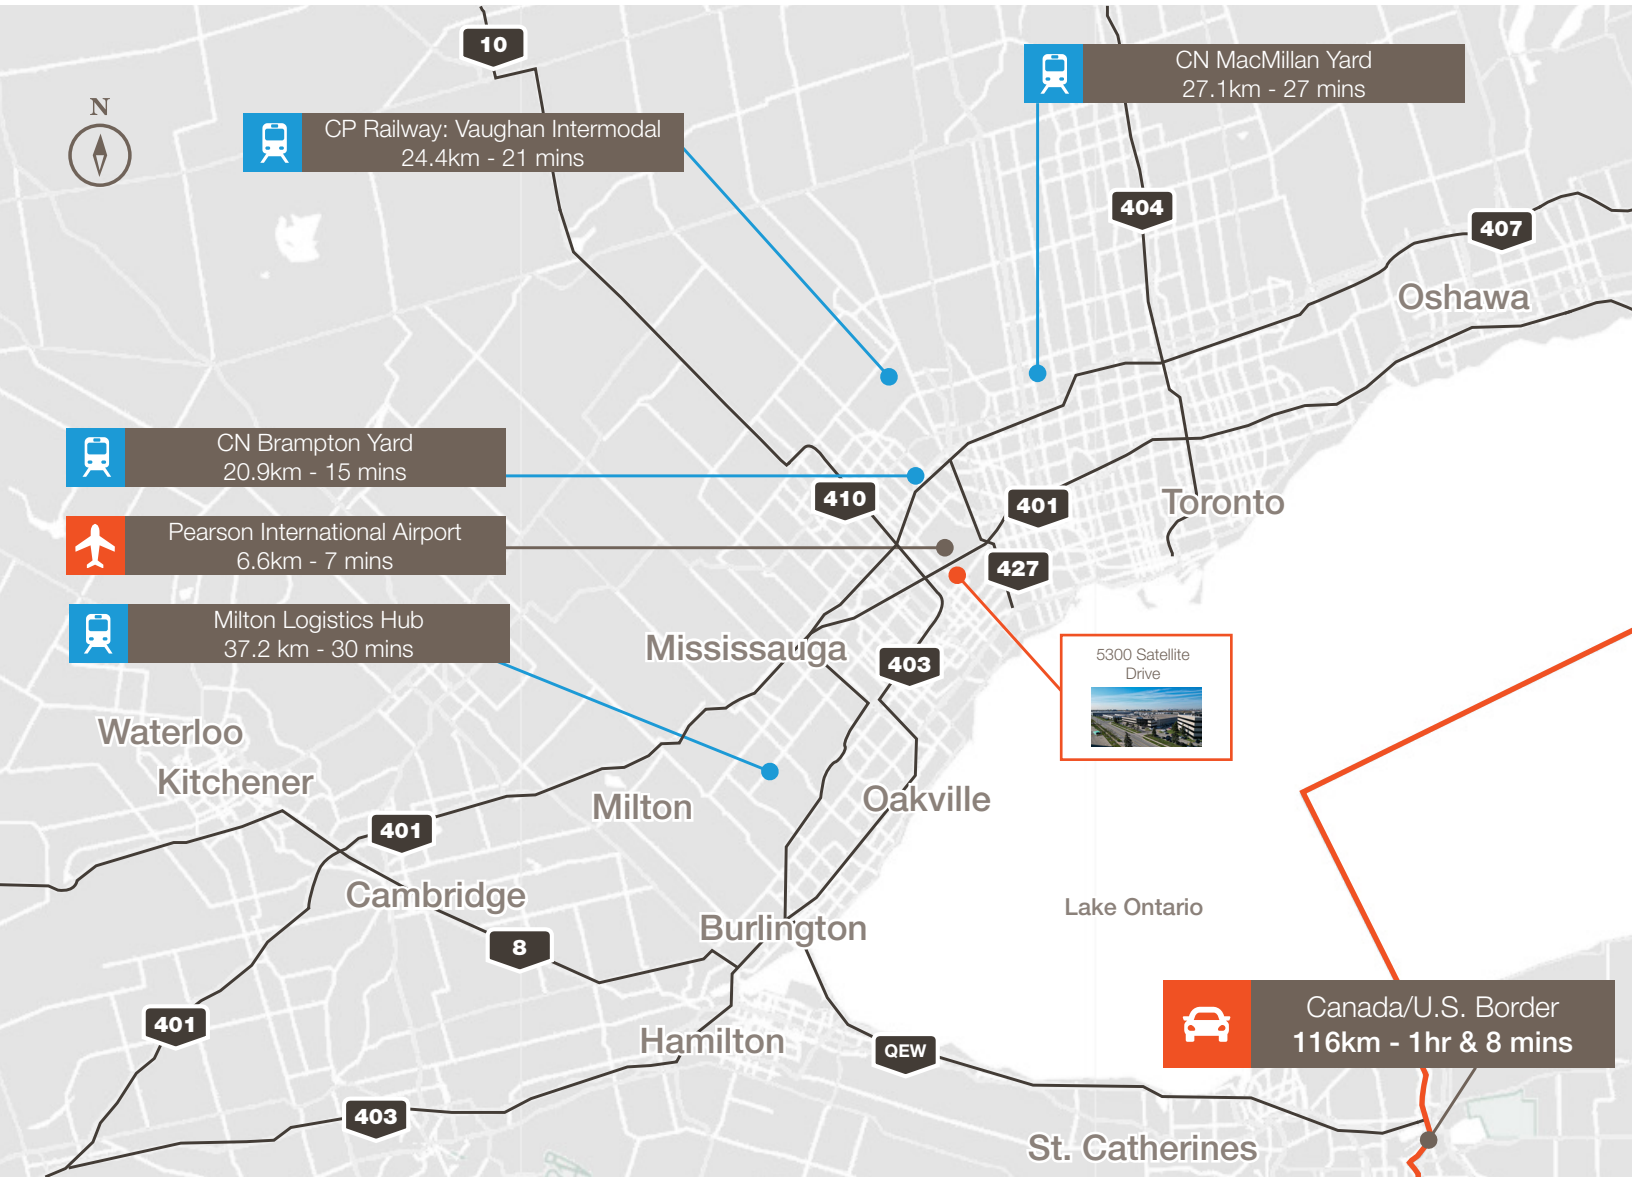 10
CN MacMillan Yard
27.1km - 27 mins
N
CP Railway: Vaughan Intermodal
24.4km - 21 mins
404
407
Oshawa
CN Brampton Yard
20.9km - 15 mins
410
401
Toronto
Pearson International Airport
6.6km - 7 mins
427
Milton Logistics Hub
37.2 km - 30 mins
Mississauga
403
5300 Satellite
Drive
Waterloo
Kitchener
Milton
Oakville
401
Cambridge
Lake Ontario
Burlington
8
401
Hamilton
QEW
Canada/U.S. Border
116km - 1hr & 8 mins
403
St. Catherines